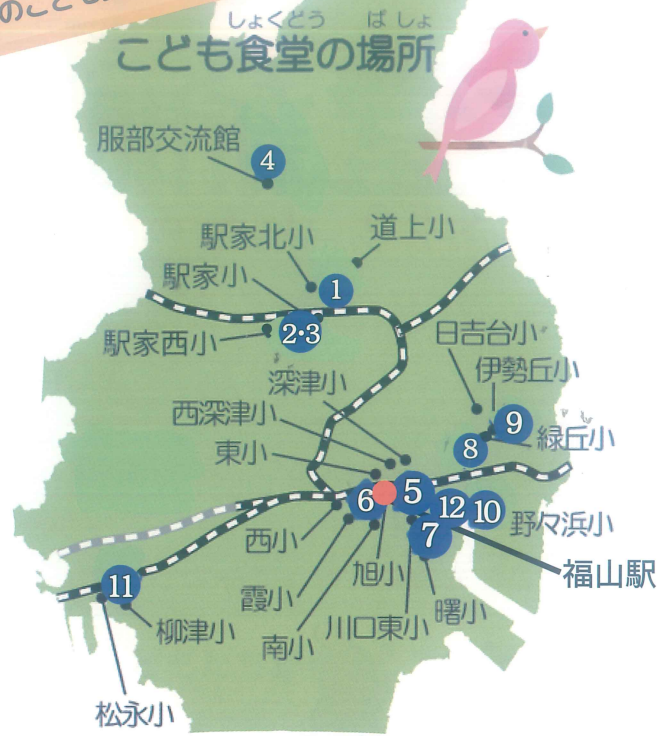 のこども
しょくどう ばしょ
こども食堂の場所
服部交流館
4
駅家北小
道上小
駅家小
1
2・3
駅家西小
日吉台小
伊勢丘小
深津小
西深津小
9
緑丘小
東小
8
6
5
12
10
野々浜小
西小
7
旭小
福山駅
11
霞小
曙小
柳津小
川口東小
南小
松永小